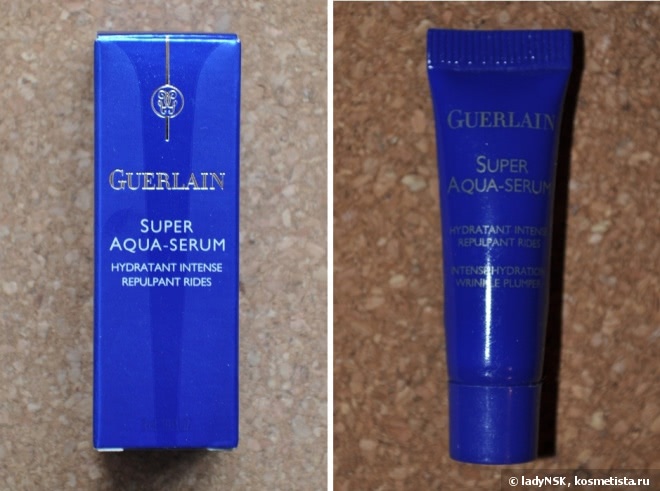 GUERLAIN
SUPER
AQUA-SERUM
HYDRATANT INTENSE
REPULPANT RIDES
GUERLAIN
SUPER
AQUA-SERUM
HYDRATANT INTENSE
REPULPANT RIDES
INTENSE HYDRATION
WRINKLE PLUMPER
© ladyNSK, kosmetista.ru